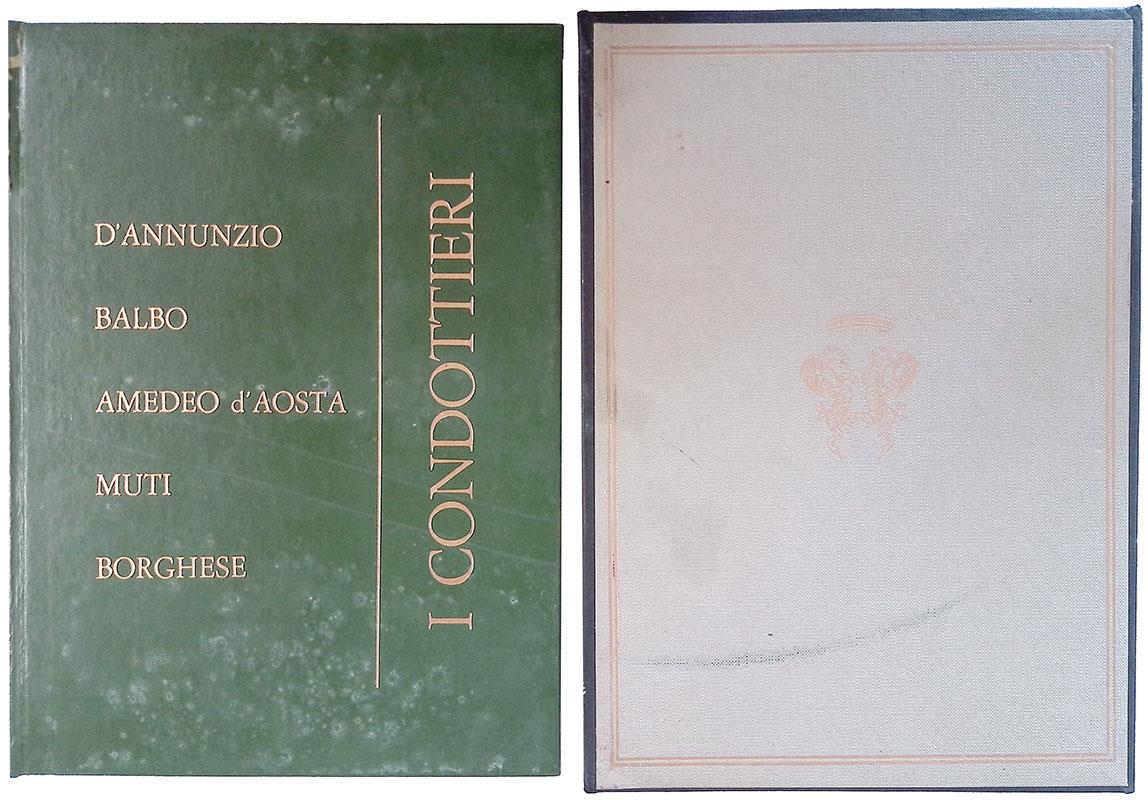 D'ANNUNZIO
BALBO
AMEDEO d'AOSTA
MUTI
BORGHESE
I CONDOTTIERI